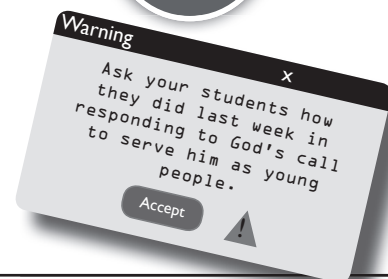 Warning x
Ask your students how
they did last week in
responding to God's call
to serve him as young
people.
Accept
!